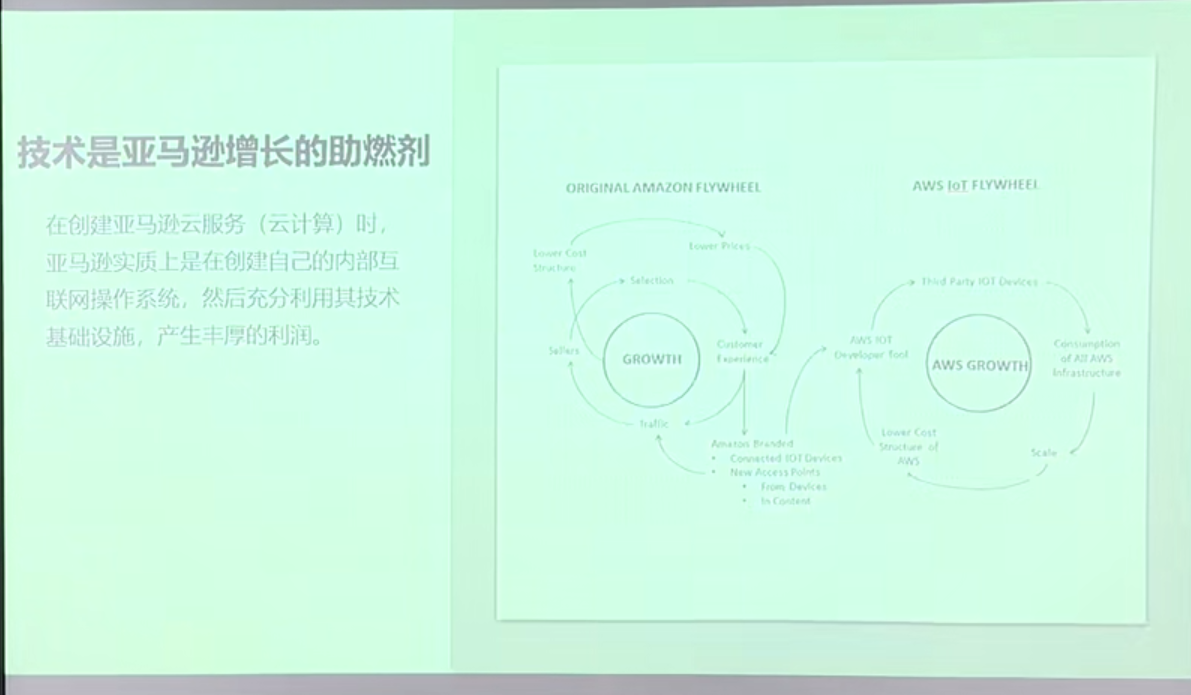 技术是亚马逊增长的助燃剂
在创建亚马逊云服务（云计算）时，
亚马逊实质上是在创建自己的内部互
联网操作系统，然后充分利用其技术
基础设施，产生丰厚的利润。
ORIGINAL AMAZON FLYWHEEL
Lower Cost
Structure
Lower Prices
Selection
Sellers
GROWTH
Customer
Experience
Traffic
Amazon Branded
• Connected IOT Devices
• New Access Points
• From Devices
• In Content
AWS IoT FLYWHEEL
Third Party IOT Devices
AWS IOT
Developer Tool
AWS GROWTH
Consumption
of All AWS
Infrastructure
Lower Cost
Structure of
AWS
Scale